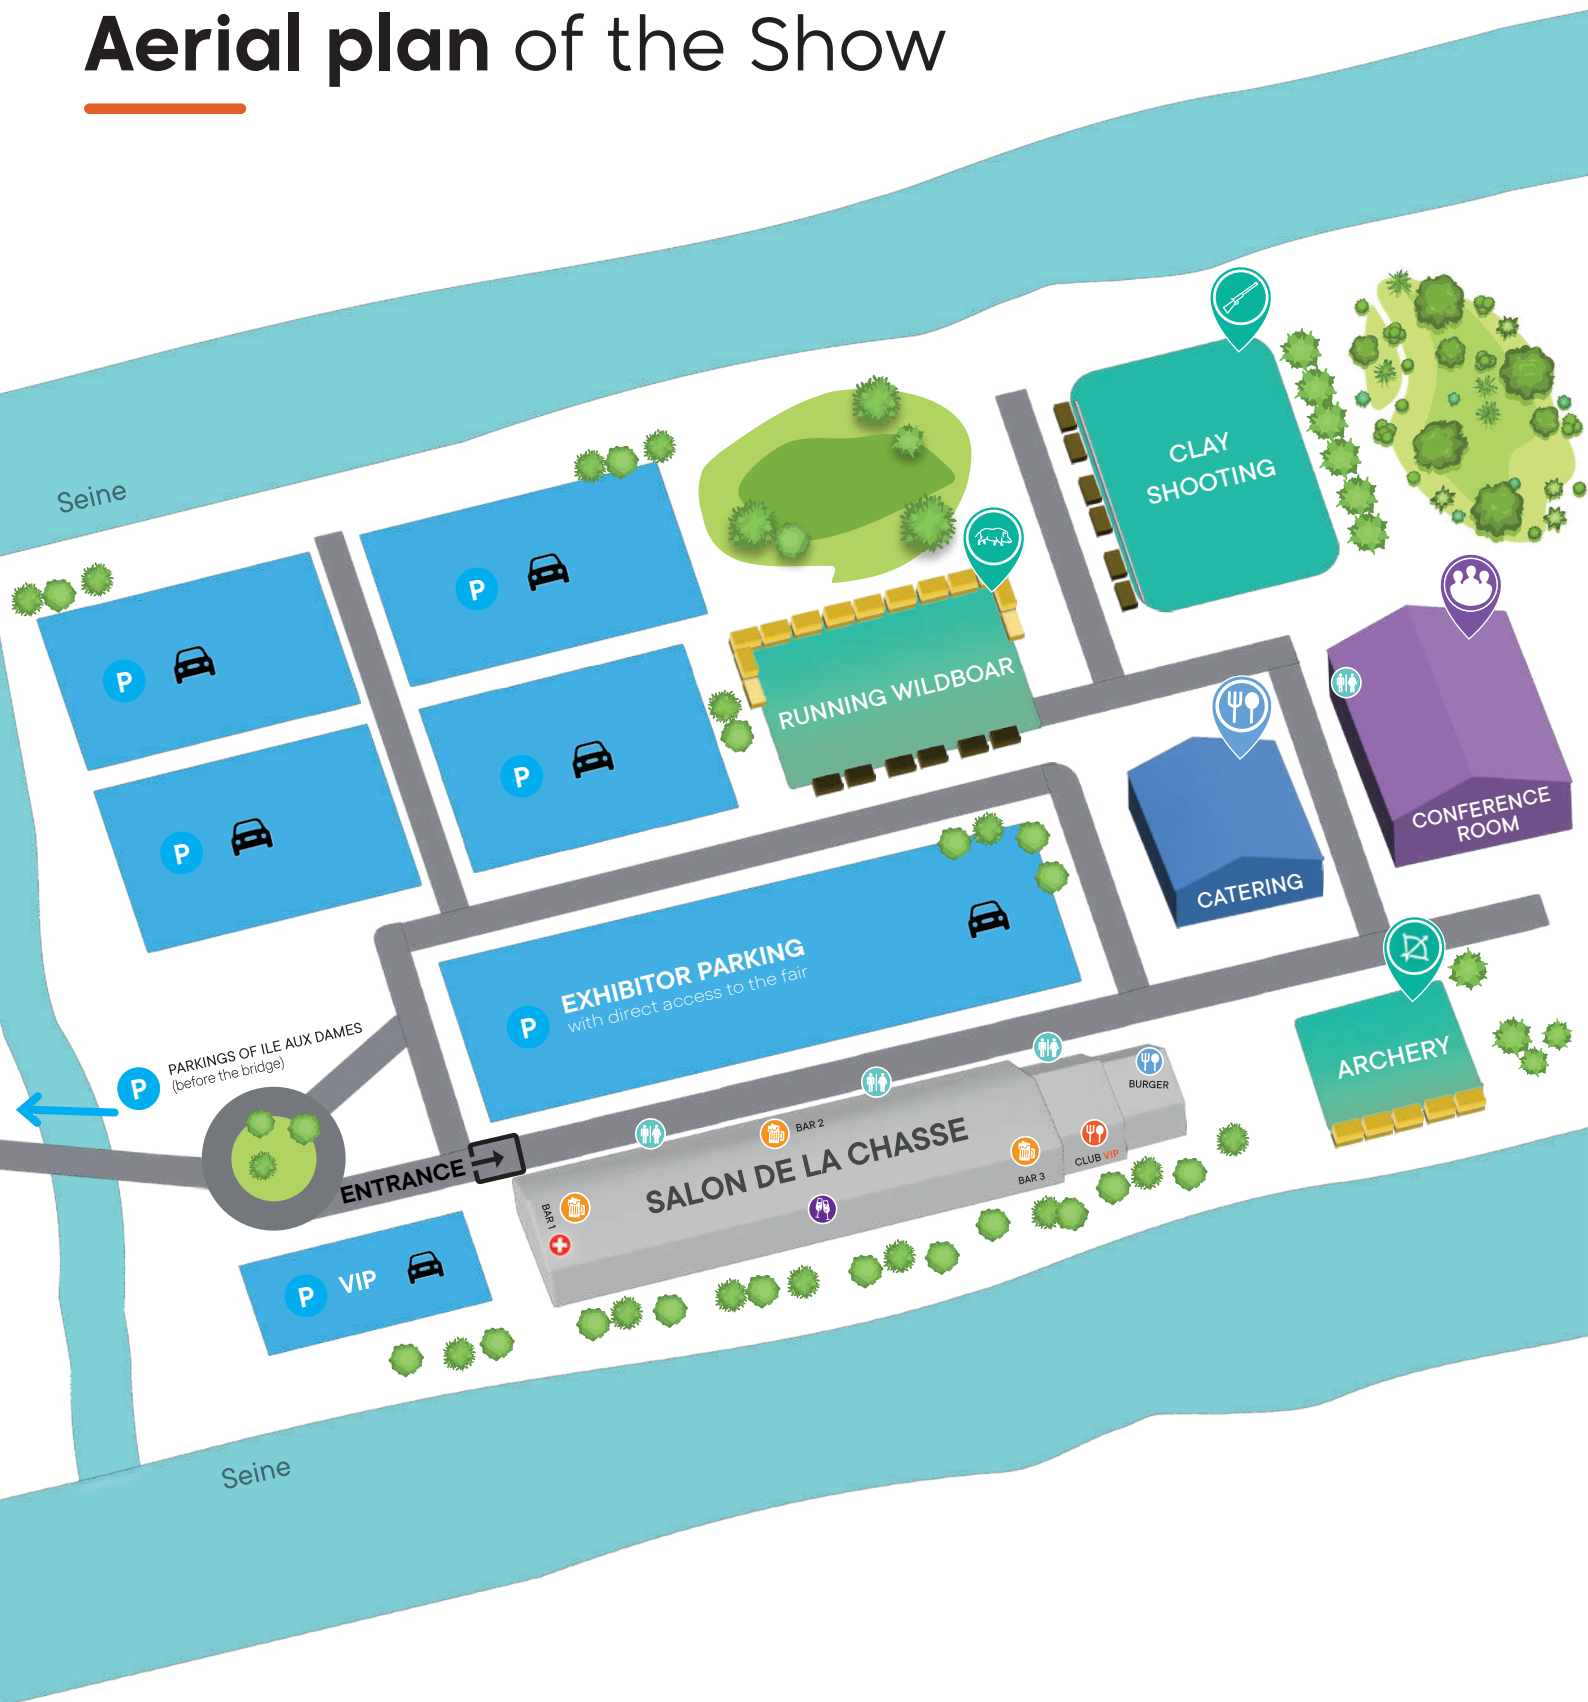 Aerial plan of the Show
Seine
CLAY
SHOOTING
P
P
RUNNING WILDBOAR
P
P
CONFERENCE
ROOM
CATERING
EXHIBITOR PARKING
with direct access to the fair
P
PARKINGS OF ILE AUX DAMES
(before the bridge)
P
ARCHERY
BURGER
BAR 2
SALON DE LA CHASSE
CLUB VIP
BAR 3
ENTRANCE
BAR 1
P VIP
Seine